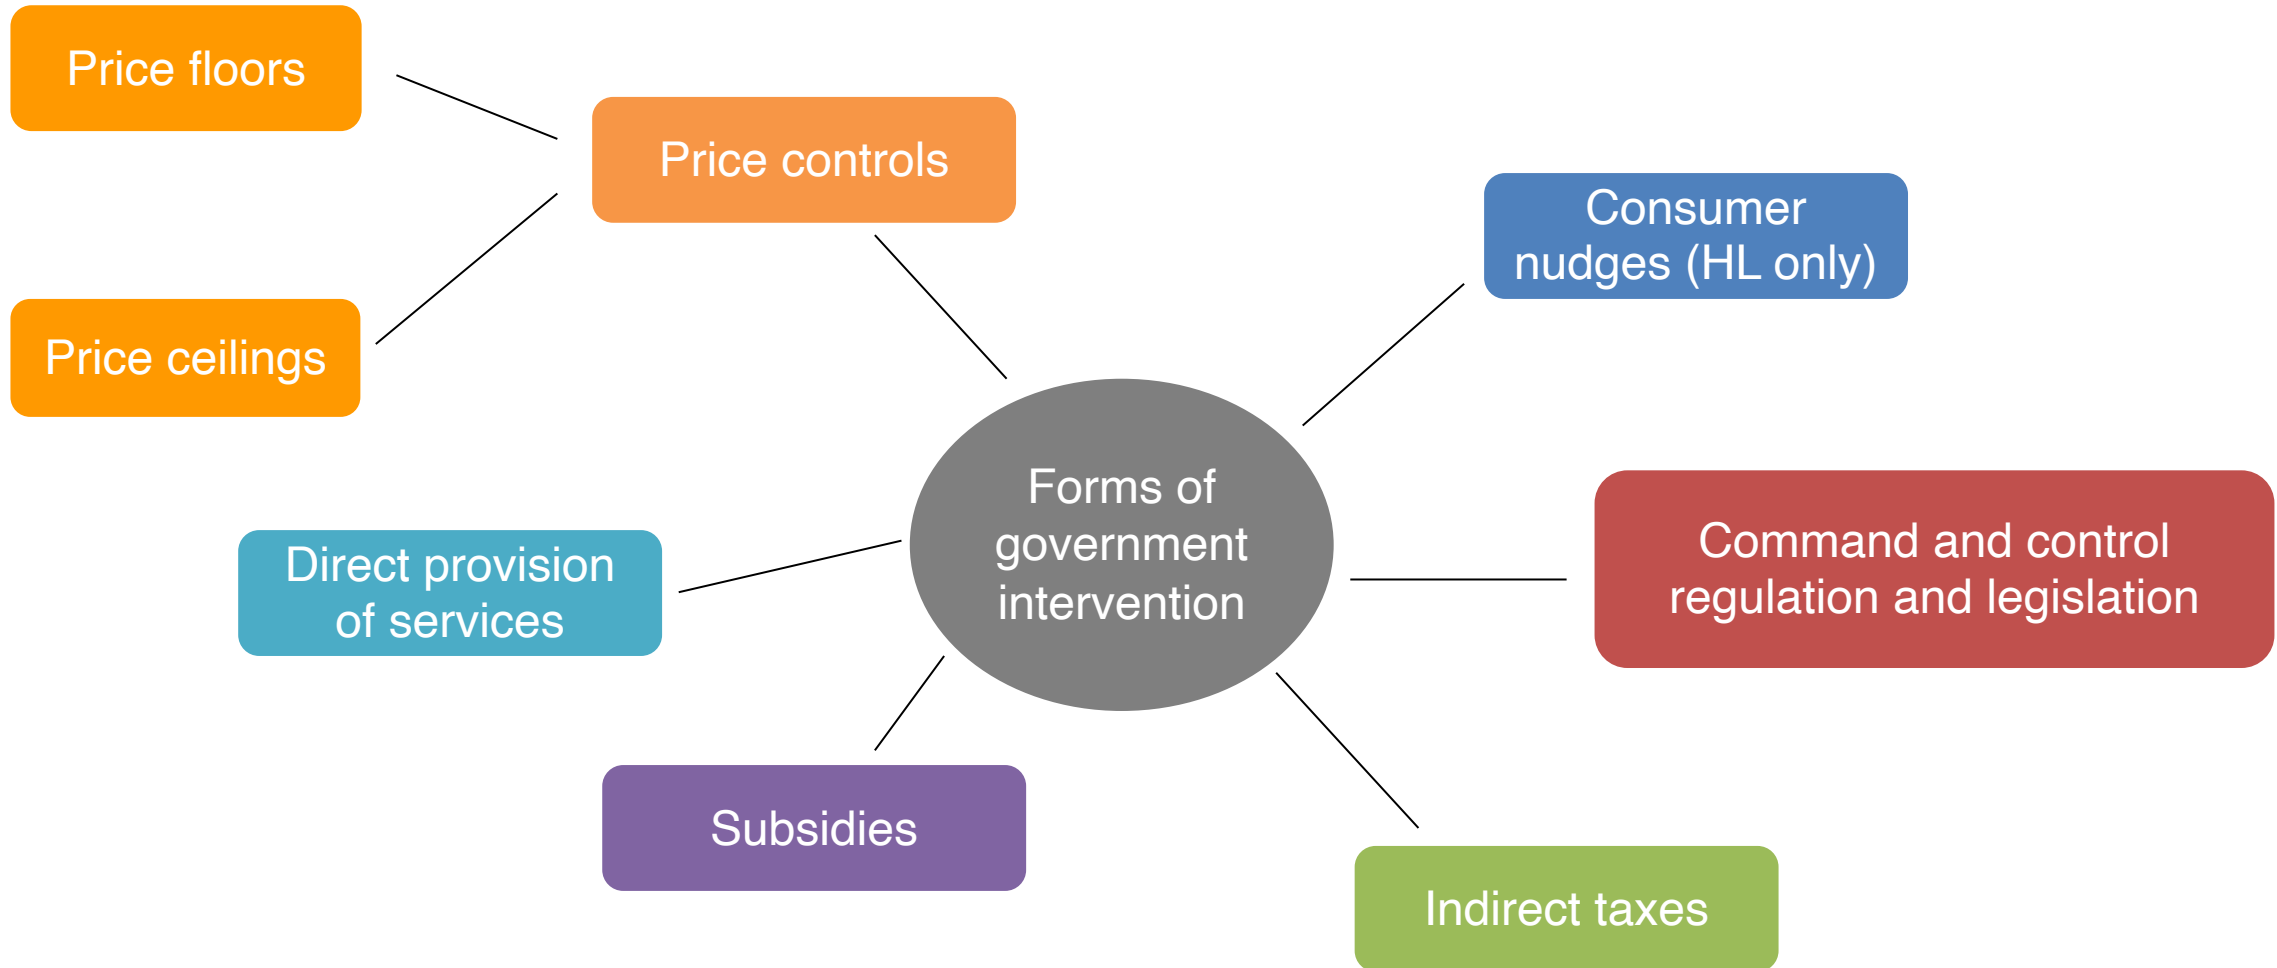 Price floors
Price controls
Price ceilings
Consumer
nudges (HL only)
Forms of
government
intervention
Command and control
regulation and legislation
Direct provision
of services
Subsidies
Indirect taxes